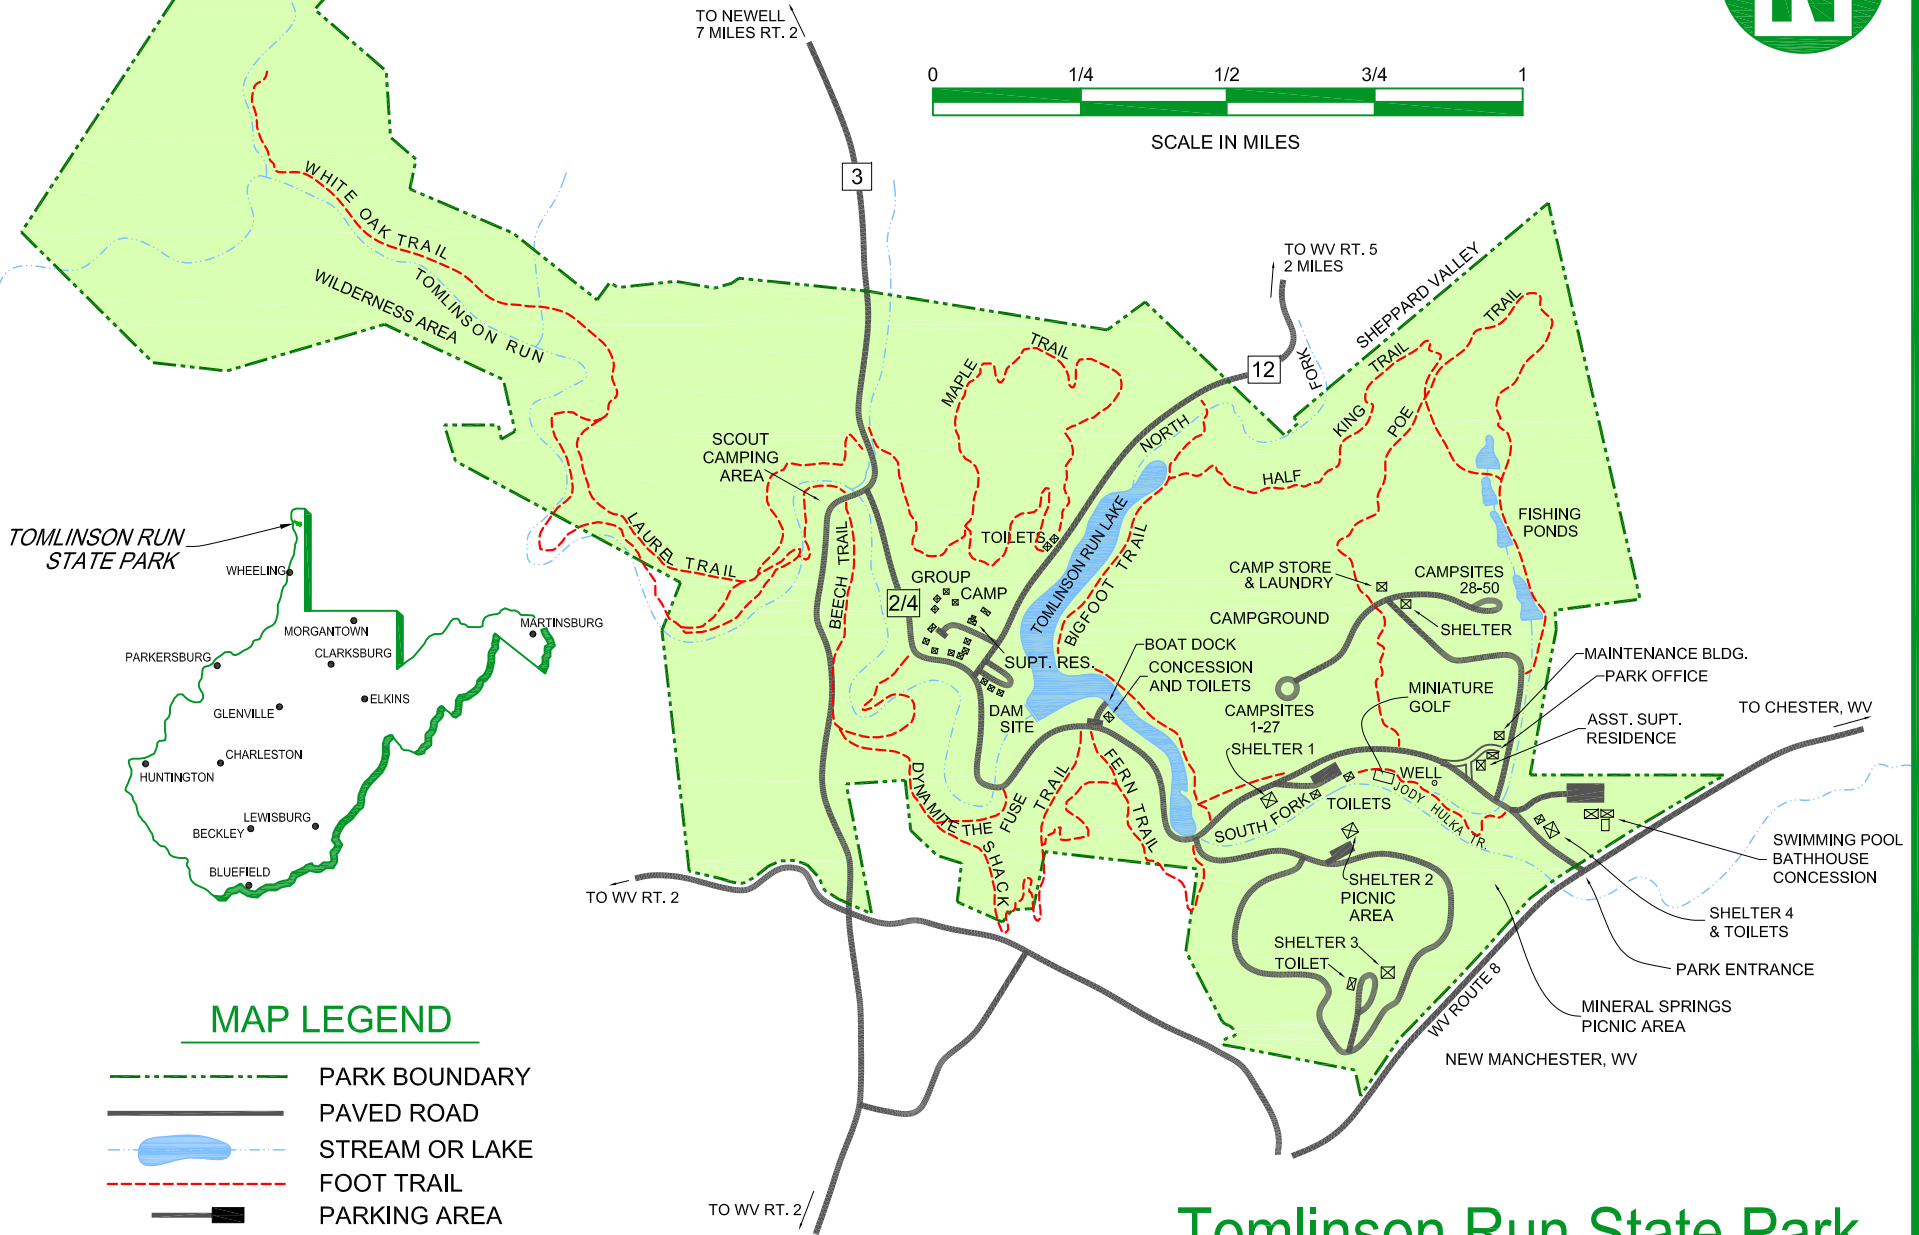 N
TO NEWELL
7 MILES RT. 2
0 1/4 1/2 3/4 1
SCALE IN MILES
3
WHITE OAK TRAIL
TOMLINSON RUN
WILDERNESS AREA
TO WV RT. 5
2 MILES
SHEPPARD VALLEY
12
NORTH
FORK
MAPLE
TRAIL
HALF
KING
TRAIL
POE
TRAIL
SCOUT
CAMPING
AREA
LAUREL TRAIL
BEECH TRAIL
2/4
TOILETS
GROUP
CAMP
SUPT. RES.
DAM
SITE
TOMLINSON RUN LAKE
BIGFOOT TRAIL
BOAT DOCK
CONCESSION
AND TOILETS
FISHING
PONDS
CAMP STORE
& LAUNDRY
CAMPSITES
28-50
CAMPGROUND
SHELTER
CAMPSITES
1-27
MINIATURE
GOLF
MAINTENANCE BLDG.
PARK OFFICE
ASST. SUPT.
RESIDENCE
TO CHESTER, WV
SHELTER 1
WELL
TOILETS
JODY HULKA TR.
SOUTH FORK
DYNAMITE
THE
SHACK
FUSE
TRAIL
FERN TRAIL
SHELTER 2
PICNIC
AREA
SHELTER 3
TOILET
SWIMMING POOL
BATHHOUSE
CONCESSION
SHELTER 4
& TOILETS
PARK ENTRANCE
MINERAL SPRINGS
PICNIC AREA
WV ROUTE 8
NEW MANCHESTER, WV
TO WV RT. 2
TO WV RT. 2
TOMLINSON RUN
STATE PARK
WHEELING
MORGANTOWN
MARTINSBURG
PARKERSBURG
CLARKSBURG
ELKINS
GLENVILLE
CHARLESTON
HUNTINGTON
LEWISBURG
BECKLEY
BLUEFIELD
MAP LEGEND
PARK BOUNDARY
PAVED ROAD
STREAM OR LAKE
FOOT TRAIL
PARKING AREA
Tomlinson Run State Park